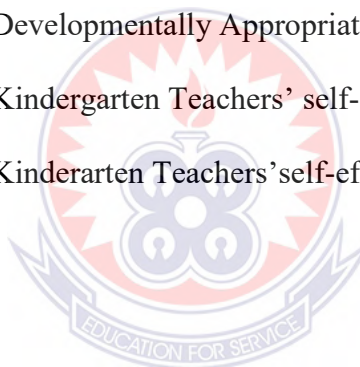 Developmentally Appropriat
Kindergarten Teachers’ self-
Kinderarten Teachers’self-ef
EDUCATION FOR SERVICE